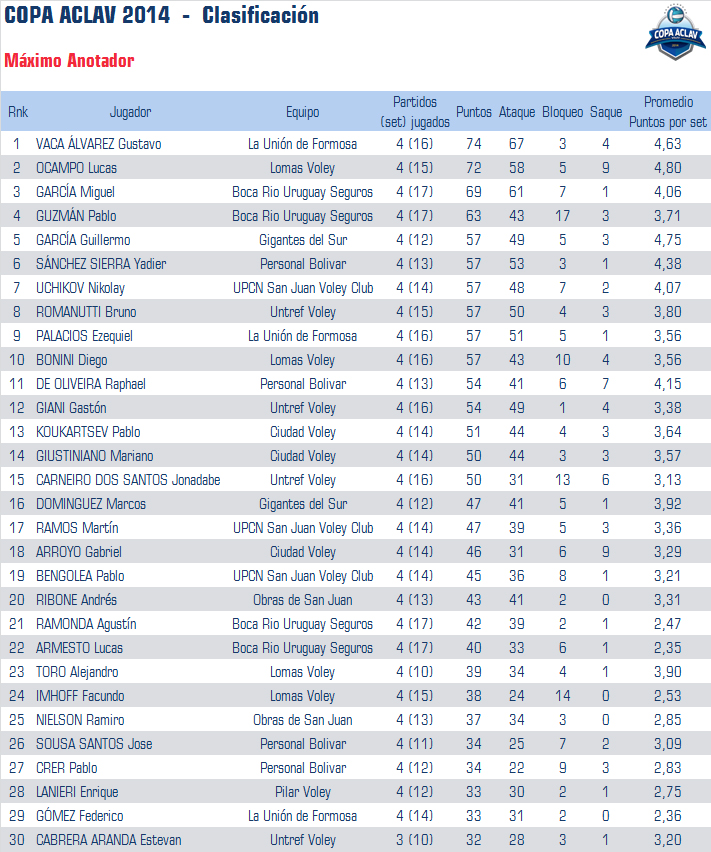 COPA ACLAV 2014 - Clasificación
COPA ACLAV
Máximo Anotador
Rnk Jugador Equipo Partidos (set) jugados Puntos Ataque Bloqueo Saque Promedio Puntos por set
1 VACA ÁLVAREZ Gustavo La Unión de Formosa 4 (16) 74 67 3 4 4,63
2 OCAMPO Lucas Lomas Voley 4 (15) 72 58 5 9 4,80
3 GARCÍA Miguel Boca Rio Uruguay Seguros 4 (17) 69 61 7 1 4,06
4 GUZMÁN Pablo Boca Rio Uruguay Seguros 4 (17) 63 43 17 3 3,71
5 GARCÍA Guillermo Gigantes del Sur 4 (12) 57 49 5 3 4,75
6 SÁNCHEZ SIERRA Yadier Personal Bolivar 4 (13) 57 53 3 1 4,38
7 UCHIKOV Nikolay UPCN San Juan Voley Club 4 (14) 57 48 7 2 4,07
8 ROMANUTTI Bruno Untref Voley 4 (15) 57 50 4 3 3,80
9 PALACIOS Ezequiel La Unión de Formosa 4 (16) 57 51 5 1 3,56
10 BONINI Diego Lomas Voley 4 (16) 57 43 10 4 3,56
11 DE OLIVEIRA Raphael Personal Bolivar 4 (13) 54 41 6 7 4,15
12 GIANI Gastón Untref Voley 4 (16) 54 49 1 4 3,38
13 KOUKARTSEV Pablo Ciudad Voley 4 (14) 51 44 4 3 3,64
14 GIUSTINIANO Mariano Ciudad Voley 4 (14) 50 44 3 3 3,57
15 CARNEIRO DOS SANTOS Jonadabe Untref Voley 4 (16) 50 31 13 6 3,13
16 DOMINGUEZ Marcos Gigantes del Sur 4 (12) 47 41 5 1 3,92
17 RAMOS Martín UPCN San Juan Voley Club 4 (14) 47 39 5 3 3,36
18 ARROYO Gabriel Ciudad Voley 4 (14) 46 31 6 9 3,29
19 BENGOLEA Pablo UPCN San Juan Voley Club 4 (14) 45 36 8 1 3,21
20 RIBONE Andrés Obras de San Juan 4 (13) 43 41 2 0 3,31
21 RAMONDA Agustín Boca Rio Uruguay Seguros 4 (17) 42 39 2 1 2,47
22 ARMESTO Lucas Boca Rio Uruguay Seguros 4 (17) 40 33 6 1 2,35
23 TORO Alejandro Lomas Voley 4 (10) 39 34 4 1 3,90
24 IMHOFF Facundo Lomas Voley 4 (15) 38 24 14 0 2,53
25 NIELSON Ramiro Obras de San Juan 4 (13) 37 34 3 0 2,85
26 SOUSA SANTOS Jose Personal Bolivar 4 (11) 34 25 7 2 3,09
27 CRER Pablo Personal Bolivar 4 (12) 34 22 9 3 2,83
28 LANIERI Enrique Pilar Voley 4 (12) 33 30 2 1 2,75
29 GÓMEZ Federico La Unión de Formosa 4 (14) 33 31 2 0 2,36
30 CABRERA ARANDA Estevan Untref Voley 3 (10) 32 28 3 1 3,20